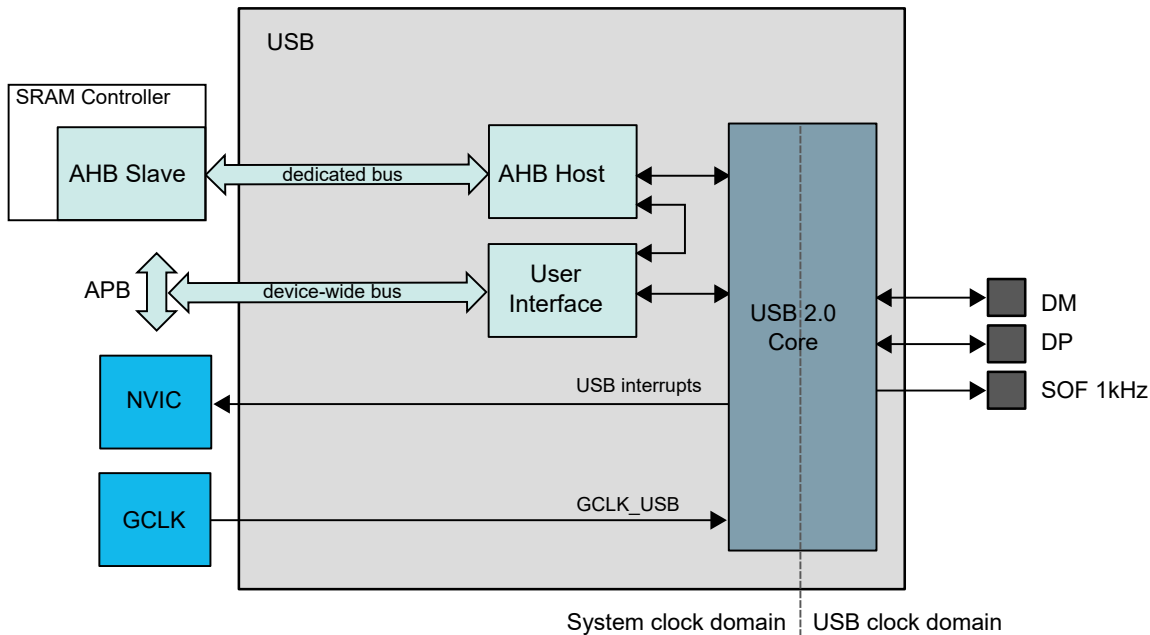 USB
SRAM Controller
AHB Slave
dedicated bus
AHB Host
APB
device-wide bus
User
Interface
USB 2.0
Core
DM
DP
SOF 1kHz
NVIC
USB interrupts
GCLK
GCLK_USB
System clock domain
USB clock domain